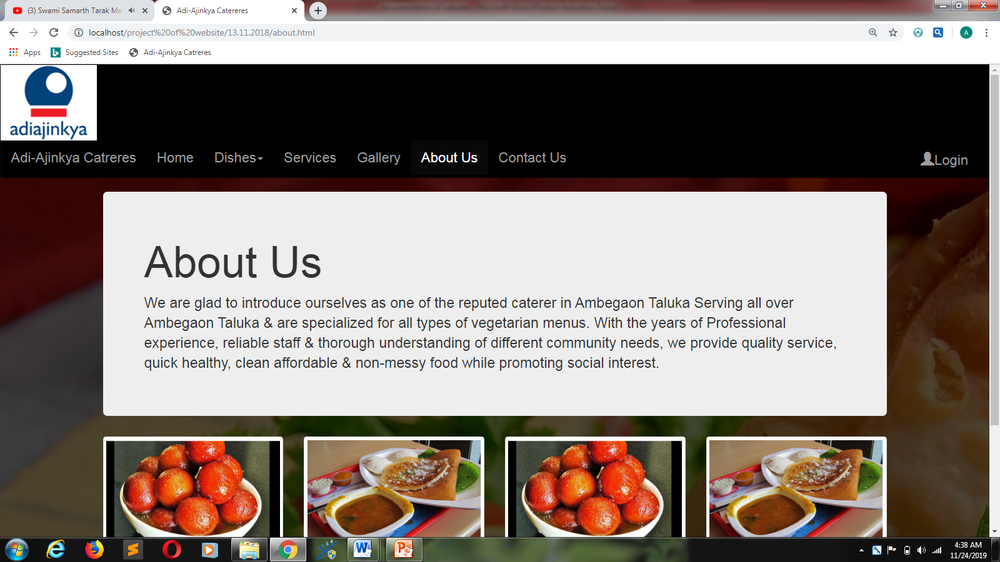 (3) Swami Samarth Tarak Ma
Adi-Ajinkya Catereres
localhost/project%20of%20website/13.11.2018/about.html
A
Apps
Suggested Sites
Adi-Ajinkya Catreres
adiajinkya
Adi-Ajinkya Catreres
Home
Dishes
Services
Gallery
About Us
Contact Us
Login
About Us
We are glad to introduce ourselves as one of the reputed caterer in Ambegaon Taluka Serving all over
Ambegaon Taluka & are specialized for all types of vegetarian menus. With the years of Professional
experience, reliable staff & thorough understanding of different community needs, we provide quality service,
quick healthy, clean affordable & non-messy food while promoting social interest.
4:38 AM
11/24/2019